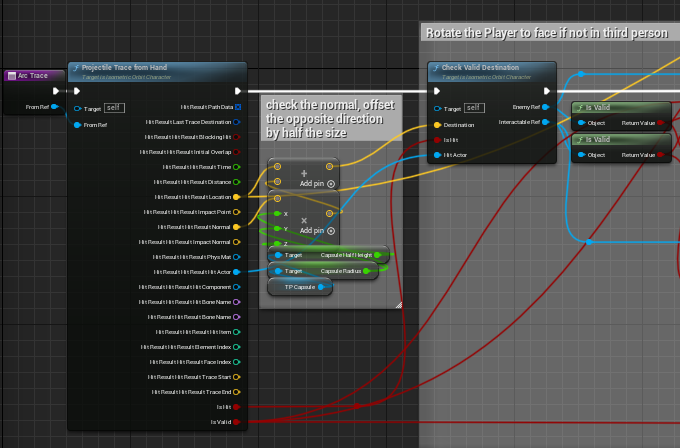 Rotate the Player to face if not in third person
Arc Trace
From Ref
Projectile Trace from Hand
Target is Isometric Orbit Character
Target
self
From Ref
Hit Result Path Data
Hit Result Last Trace Destination
Hit Result Hit Result Blocking Hit
Hit Result Hit Result Initial Overlap
Hit Result Hit Result Time
Hit Result Hit Result Distance
Hit Result Hit Result Location
Hit Result Hit Result Impact Point
Hit Result Hit Result Normal
Hit Result Hit Result Impact Normal
Hit Result Hit Result Phys Mat
Hit Result Hit Result Hit Actor
Hit Result Hit Result Hit Component
Hit Result Hit Result Hit Bone Name
Hit Result Hit Result Bone Name
Hit Result Hit Result Hit Item
Hit Result Hit Result Element Index
Hit Result Hit Result Face Index
Hit Result Hit Result Trace Start
Hit Result Hit Result Trace End
Is Hit
Is Valid
check the normal, offset
the opposite direction
by half the size
+
Add pin
×
Add pin
X
Y
Z
Target
Capsule Half Height
Target
Capsule Radius
TP Capsule
Check Valid Destination
Target is Isometric Orbit Character
Target
self
Enemy Ref
Destination
Interactable Ref
Is Hit
Hit Actor
f
Is Valid
Object
Return Value
f
Is Valid
Object
Return Value